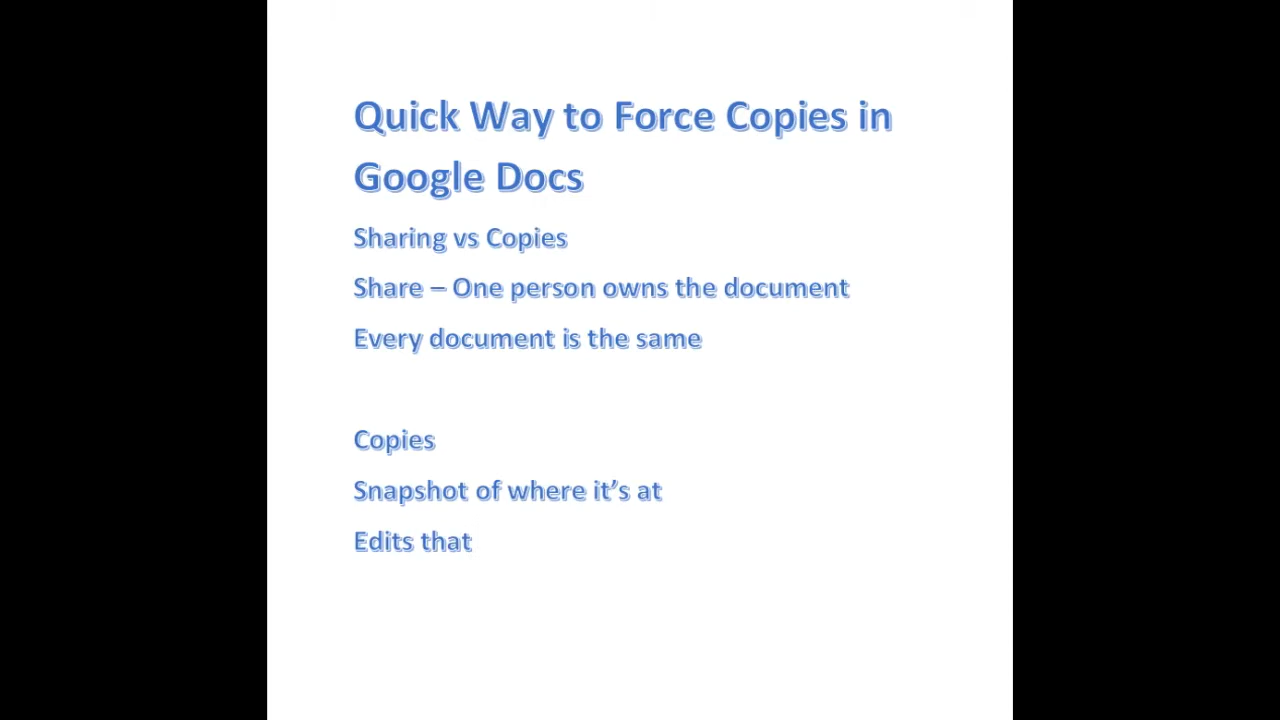 Quick Way to Force Copies in
Google Docs
Sharing vs Copies
Share – One person owns the document
Every document is the same
Copies
Snapshot of where it’s at
Edits that